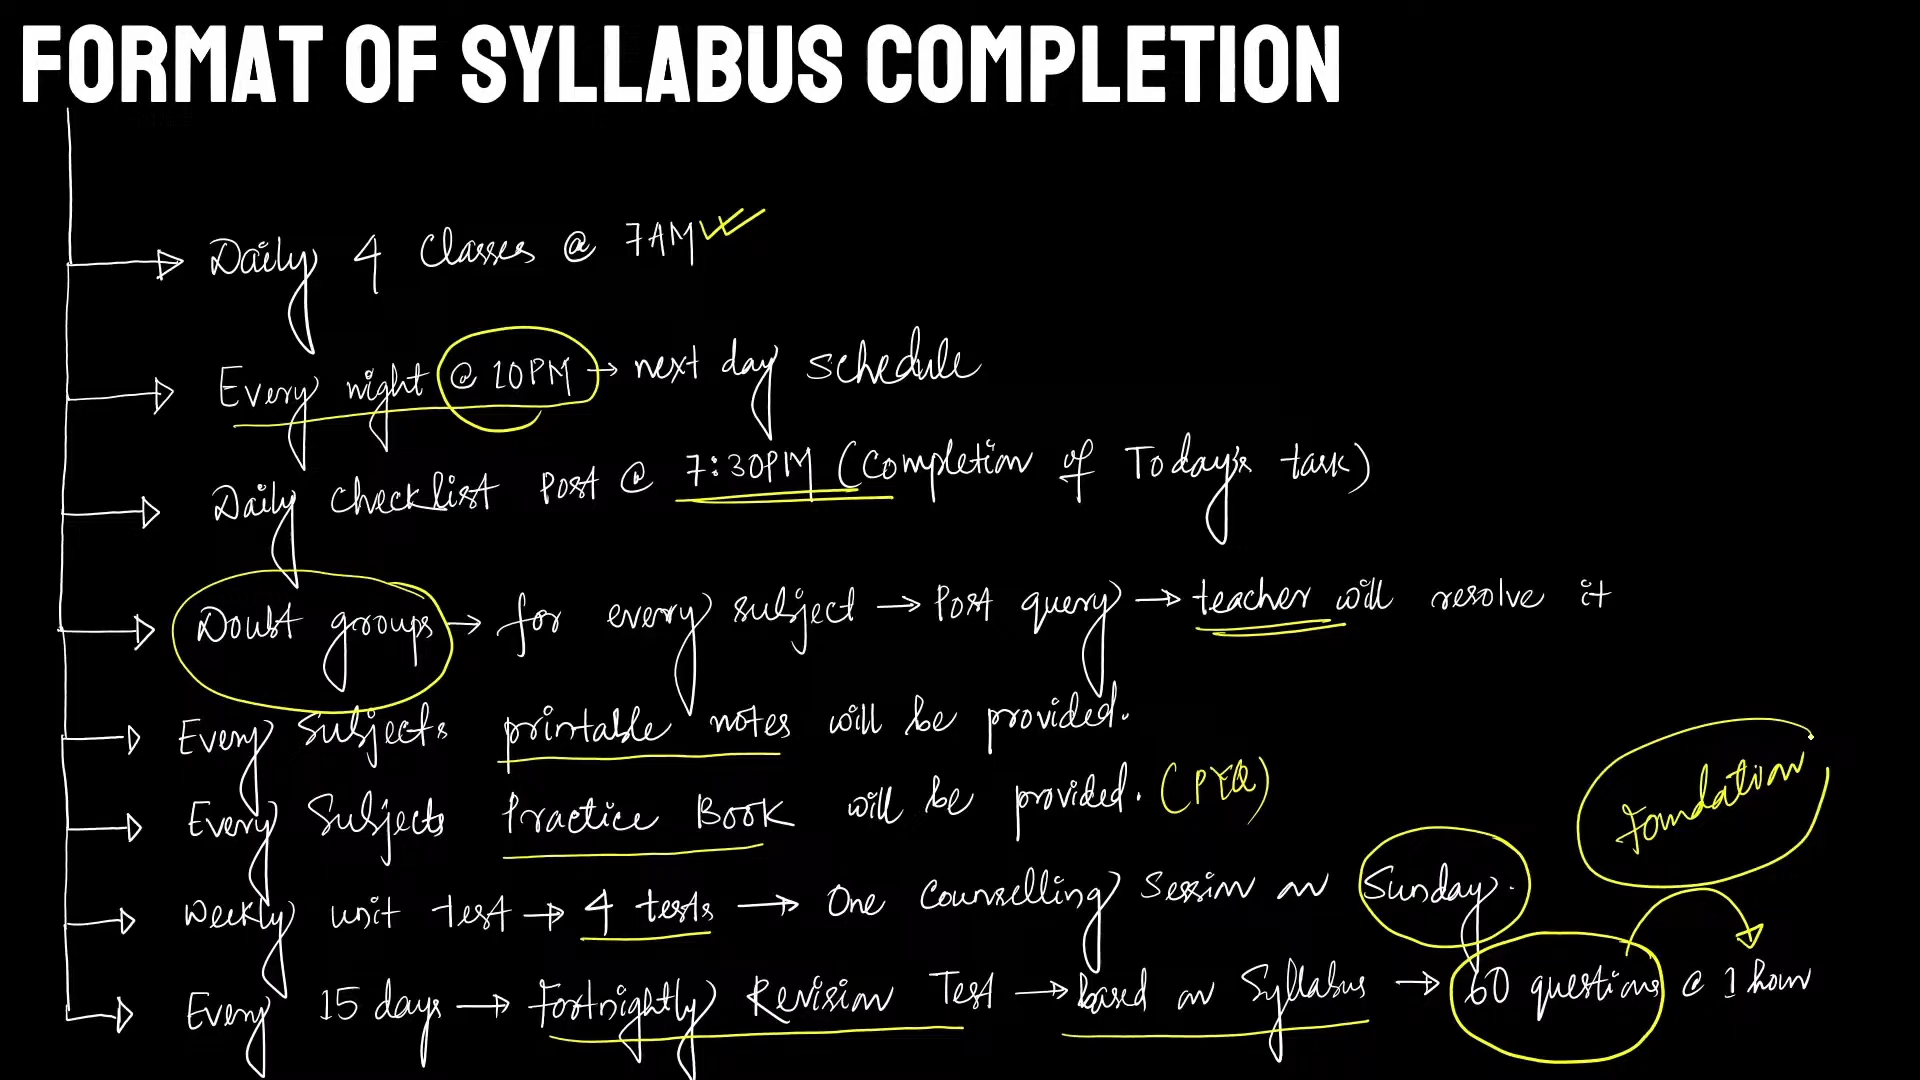 FORMAT OF SYLLABUS COMPLETION
Daily 4 Classes @ 7AM
Every night @ 10PM → next day schedule
Daily checklist Post @ 7:30PM (Completion of Today's task)
Doubt groups → for every subject → Post query → teacher will resolve it
Every Subjects printable notes will be provided.
Every Subjects Practice Book will be provided. (PYQ)
Foundation
Weekly unit test → 4 tests → One Counselling Session on Sunday.
Every 15 days → Fortnightly Revision Test → based on Syllabus → 60 questions @ 1 hour